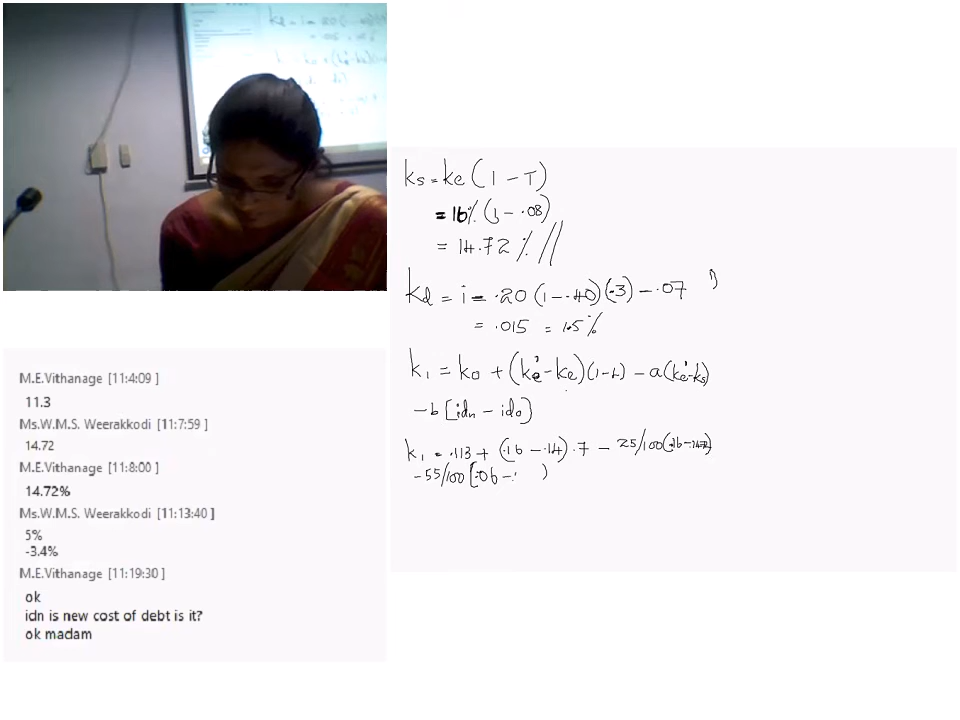 ks = ke (1 - T)
= 16% (1 - .08)
= 14.72% //
kd = i = .20 (1 - .40)(.3) - .07
= .015 = 1.5%
k1 = k0 + (k'e - ke)(1-t) - a(k'e - ks)
- b [idn - ido]
k1 = .113 + (.16 - .14) .7 - 25/100 (.16 - .147)
- 55/100 [.06 - . )
M.E.Vithanage [11:4:09 ]
11.3
Ms.W.M.S. Weerakkodi [11:7:59 ]
14.72
M.E.Vithanage [11:8:00 ]
14.72%
Ms.W.M.S. Weerakkodi [11:13:40 ]
5%
-3.4%
M.E.Vithanage [11:19:30 ]
ok
idn is new cost of debt is it?
ok madam